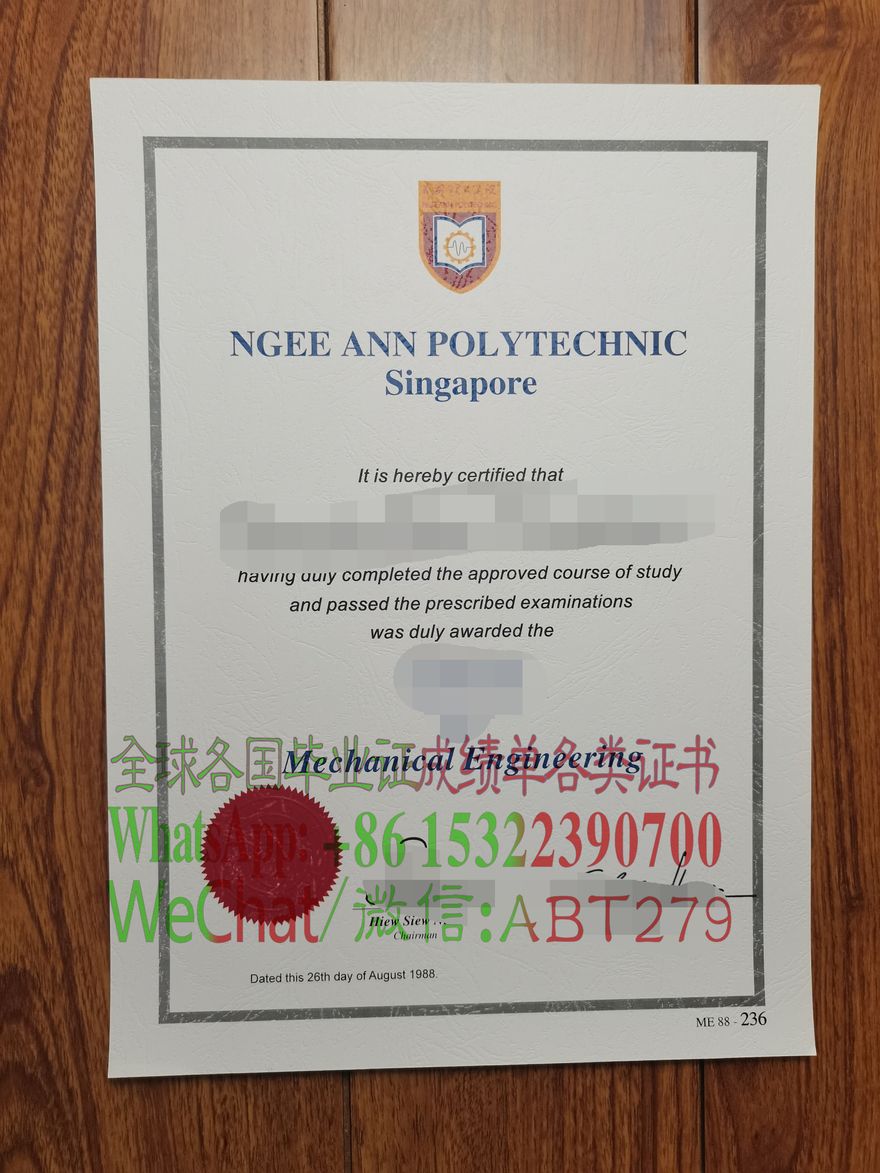 NGEE ANN POLYTECHNIC
Singapore
It is hereby certified that
having duly completed the approved course of study
and passed the prescribed examinations
was duly awarded the
Mechanical Engineering
全球各国毕业证成绩单各类证书
WhatsApp: +86 15322390700
WeChat/微信:ABT279
Hiew Siew ...
Chairman
Dated this 26th day of August 1988.
ME 88 - 236